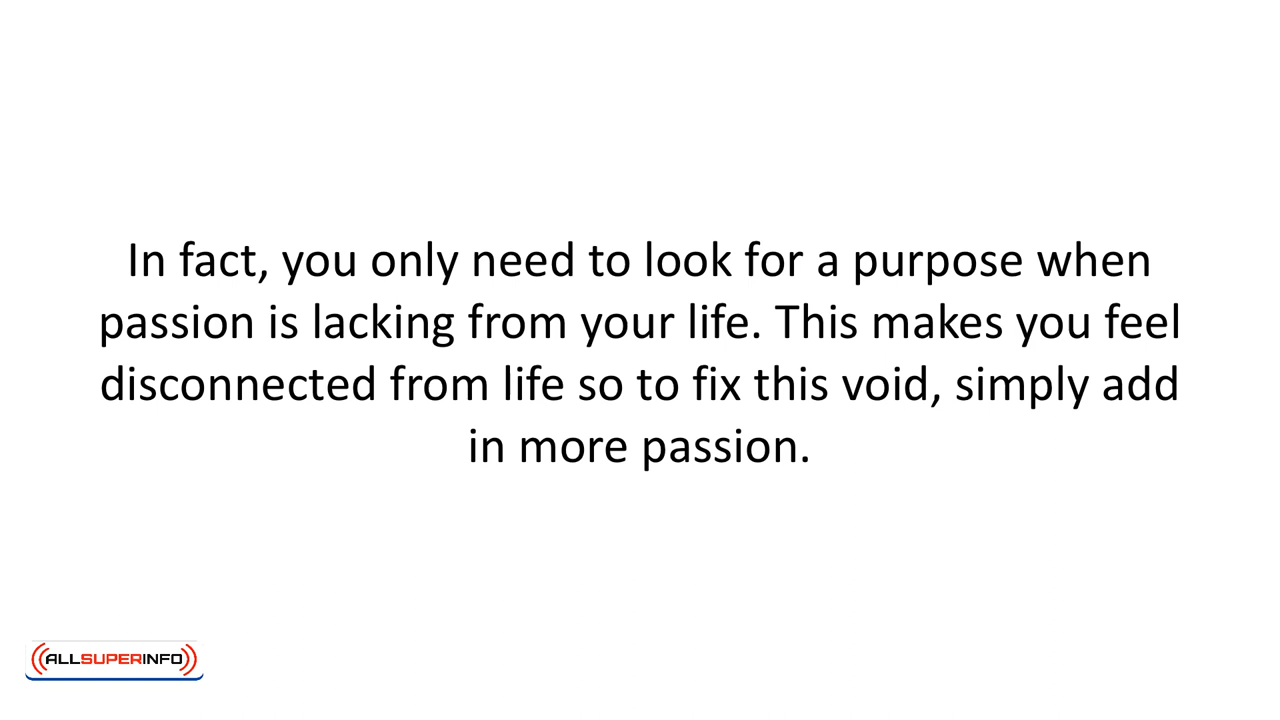 In fact, you only need to look for a purpose when
passion is lacking from your life. This makes you feel
disconnected from life so to fix this void, simply add
in more passion.
ALLSUPERINFO